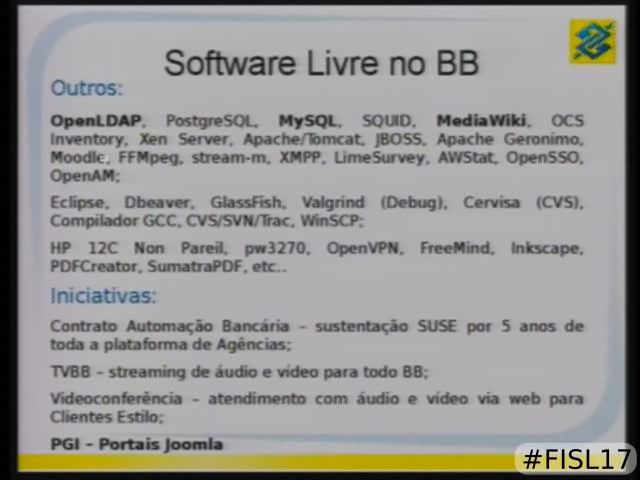 Software Livre no BB
Outros:
OpenLDAP, PostgreSQL, MySQL, SQUID, MediaWiki, OCS
Inventory, Xen Server, Apache/Tomcat, JBOSS, Apache Geronimo,
Moodle, FFMpeg, stream-m, XMPP, LimeSurvey, AWStat, OpenSSO,
OpenAM;
Eclipse, Dbeaver, GlassFish, Valgrind (Debug), Cervisa (CVS),
Compilador GCC, CVS/SVN/Trac, WinSCP;
HP 12C Non Pareil, pw3270, OpenVPN, FreeMind, Inkscape,
PDFCreator, SumatraPDF, etc..
Iniciativas:
Contrato Automação Bancária – sustentação SUSE por 5 anos de
toda a plataforma de Agências;
TVBB – streaming de áudio e vídeo para todo BB;
Videoconferência – atendimento com áudio e vídeo via web para
Clientes Estilo;
PGI – Portais Joomla
#FISL17